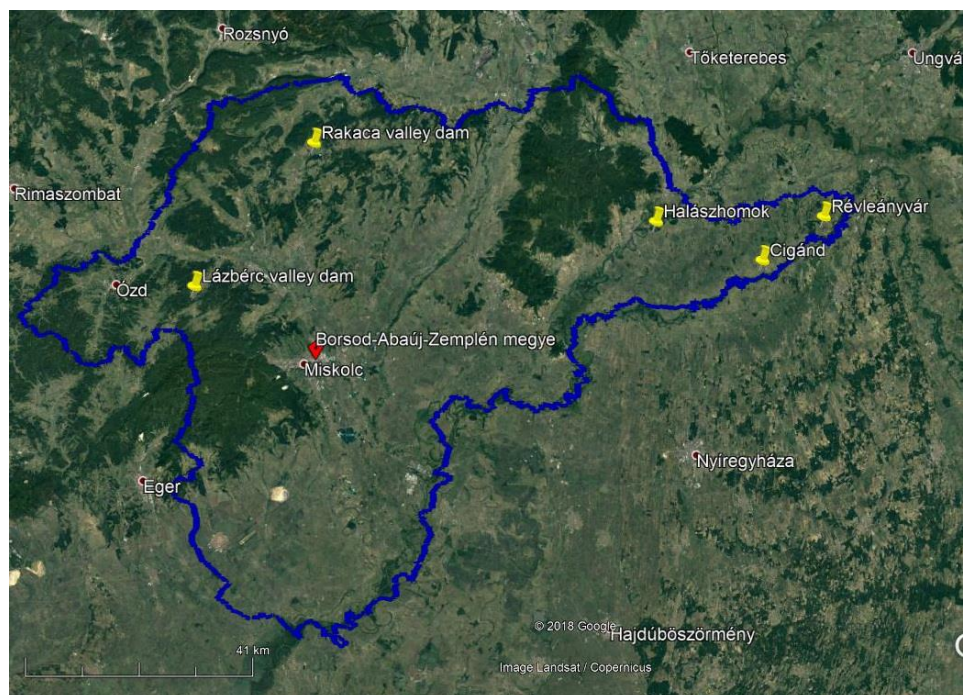 Rozsnyó
Tőketerebes
Ungvá
Rakaca valley dam
Rimaszombat
Halászhomok
Révleányvár
Cigánd
Lázbérc valley dam
Ózd
Borsod-Abaúj-Zemplén megye
Miskolc
Nyíregyháza
Eger
© 2018 Google
Hajdúböszörmény
41 km
Image Landsat / Copernicus